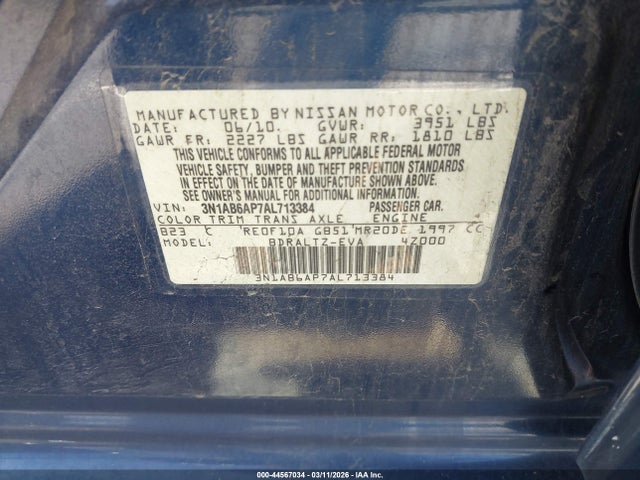 MANUFACTURED BY NISSAN MOTOR CO., LTD.
DATE: 06/10. GVWR: 3951 LBS
GAWR FR: 2227 LBS GAWR RR: 1810 LBS
THIS VEHICLE CONFORMS TO ALL APPLICABLE FEDERAL MOTOR
VEHICLE SAFETY, BUMPER AND THEFT PREVENTION STANDARDS
IN EFFECT ON THE DATE OF MANUFACTURE SHOWN ABOVE.
SEE OWNER'S MANUAL FOR ADDITIONAL INFORMATION.
VIN: 3N1AB6AP7AL713384 PASSENGER CAR.
COLOR TRIM TRANS AXLE ENGINE
B23 C RE0F10A GB51 MR20DE 1997 CC
MODEL: BDRALTZ-EVA 4Z000
3N1AB6AP7AL713384
000-44567034 | 03/11/2026 - IAA Inc.